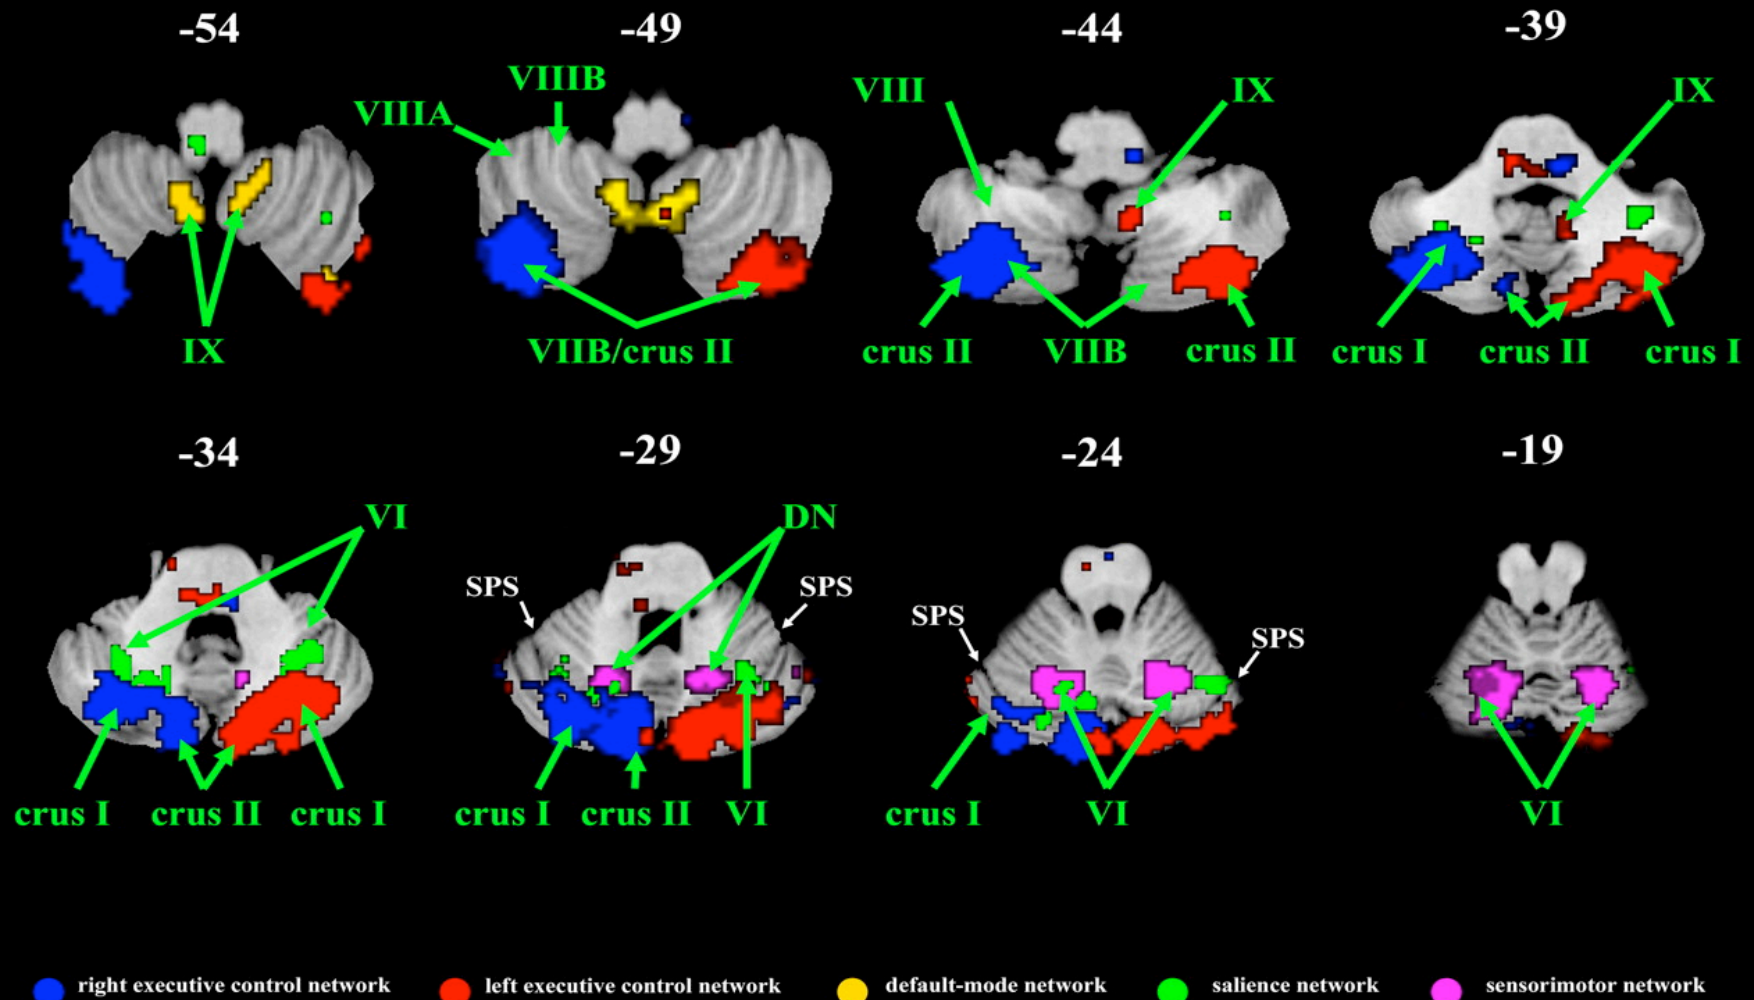 -54 -49 -44 -39
VIIIB
VIIIA
VIII IX IX
IX VIIB/crus II crus II VIIB crus II crus I crus II crus I
-34 -29 -24 -19
VI DN
SPS SPS SPS SPS
crus I crus II crus I crus I crus II VI crus I VI VI
right executive control network left executive control network default-mode network salience network sensorimotor network